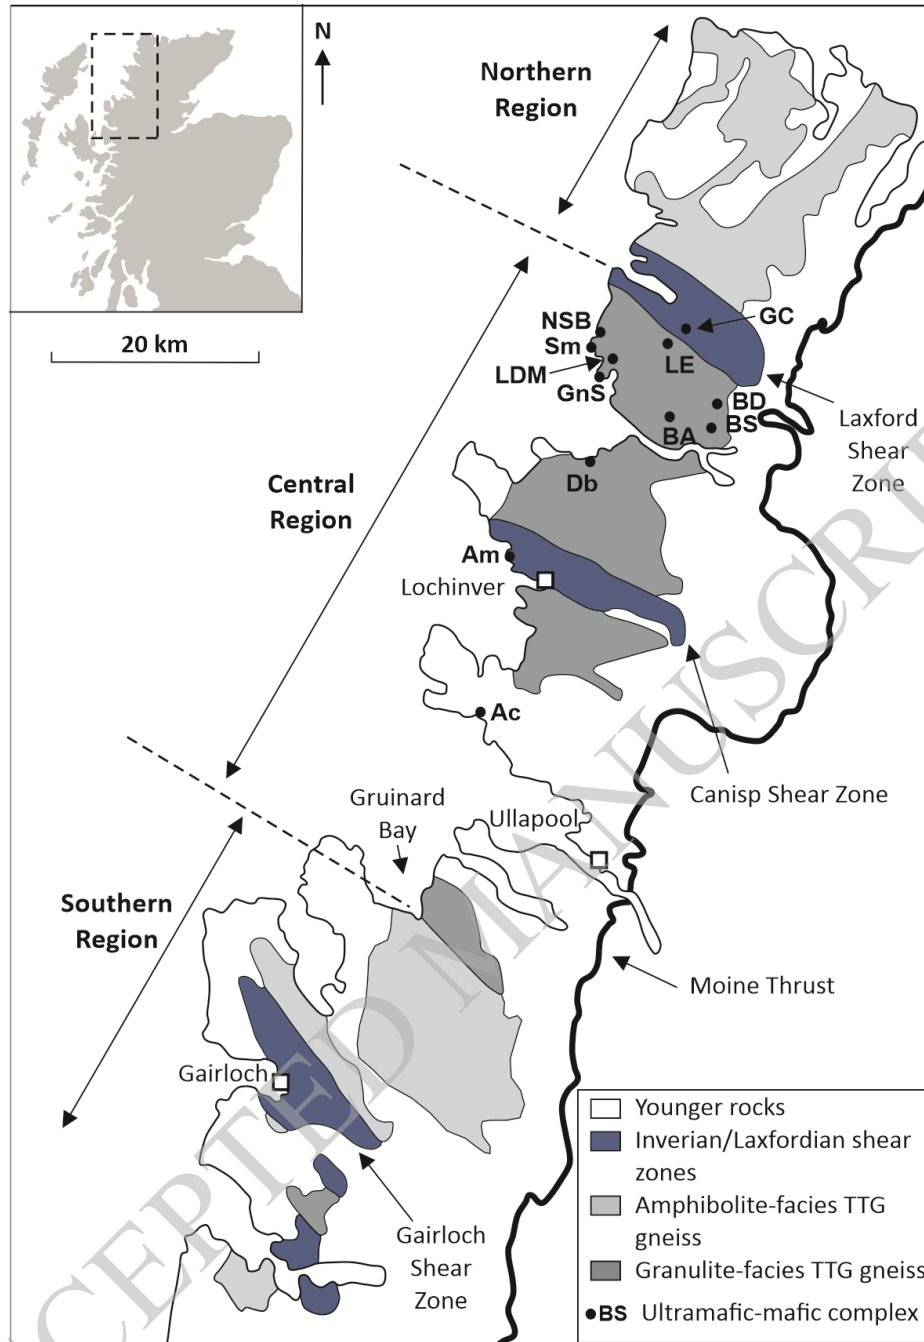 N
Northern
Region
20 km
NSB
GC
Sm
LE
LDM
GnS
BD
BS
BA
Laxford
Shear
Zone
Central
Region
Db
Am
Lochinver
Ac
Canisp Shear Zone
Gruinard
Bay
Ullapool
Southern
Region
Moine Thrust
Gairloch
Gairloch
Shear
Zone
Younger rocks
Inverian/Laxfordian shear
zones
Amphibolite-facies TTG
gneiss
Granulite-facies TTG gneiss
BS Ultramafic-mafic complex
CEPTED MANUSCRI